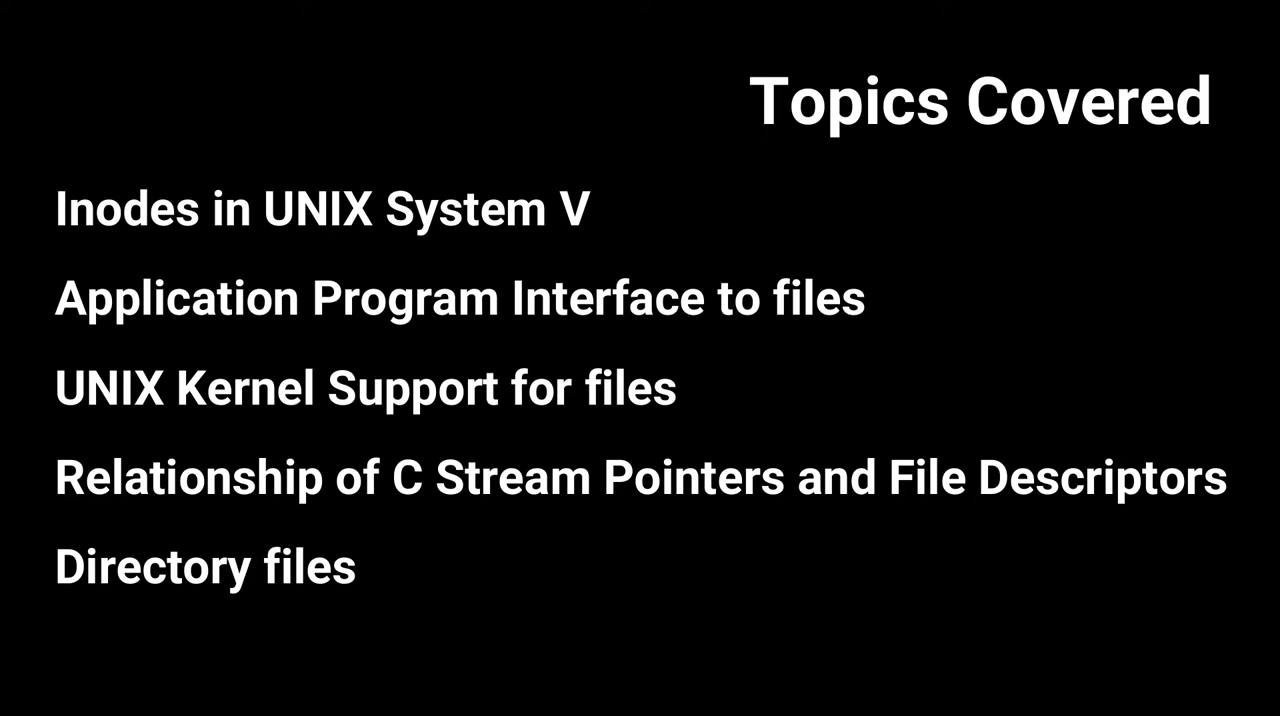 Topics Covered
Inodes in UNIX System V
Application Program Interface to files
UNIX Kernel Support for files
Relationship of C Stream Pointers and File Descriptors
Directory files